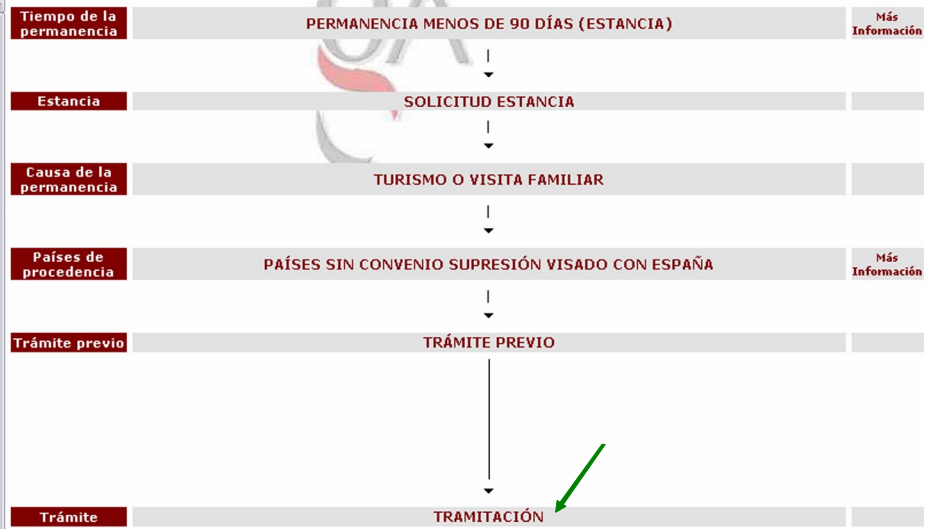 Tiempo de la
permanencia
PERMANENCIA MENOS DE 90 DÍAS (ESTANCIA)
Más
Información
Estancia
SOLICITUD ESTANCIA
Causa de la
permanencia
TURISMO O VISITA FAMILIAR
Países de
procedencia
PAÍSES SIN CONVENIO SUPRESIÓN VISADO CON ESPAÑA
Más
Información
Trámite previo
TRÁMITE PREVIO
Trámite
TRAMITACIÓN